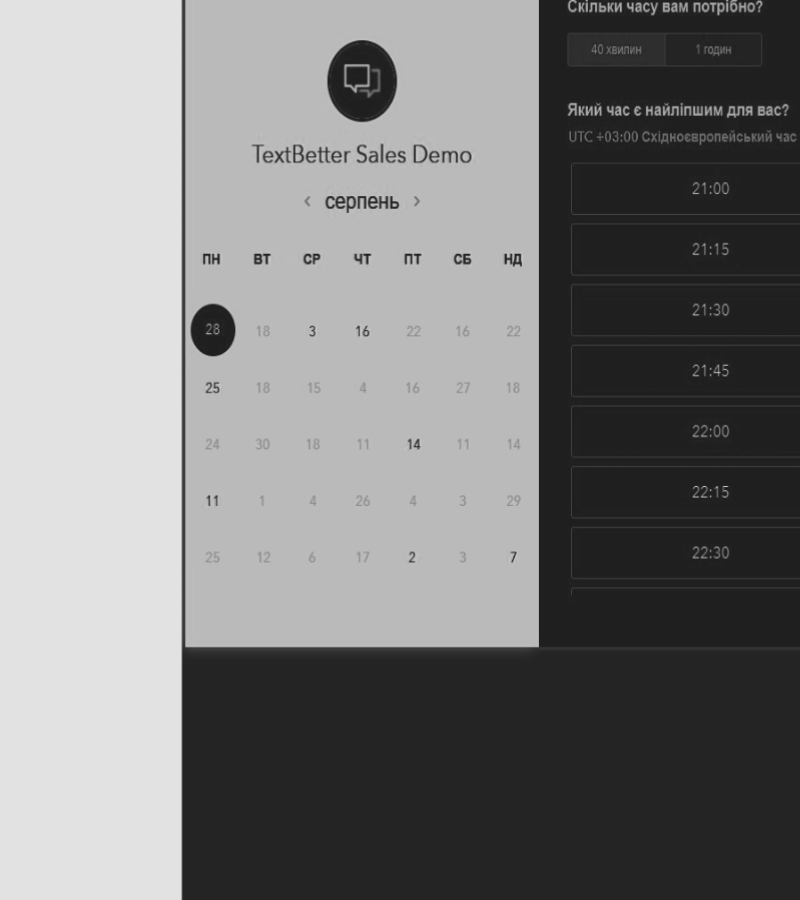 TextBetter Sales Demo
‹ серпень ›
ПН ВТ СР ЧТ ПТ СБ НД
28 18 3 16 22 16 22
25 18 15 4 16 27 18
24 30 18 11 14 11 14
11 1 4 26 4 3 29
25 12 6 17 2 3 7
Скільки часу вам потрібно?
40 хвилин 1 годин
Який час є найліпшим для вас?
UTC +03:00 Східноєвропейський час
21:00
21:15
21:30
21:45
22:00
22:15
22:30